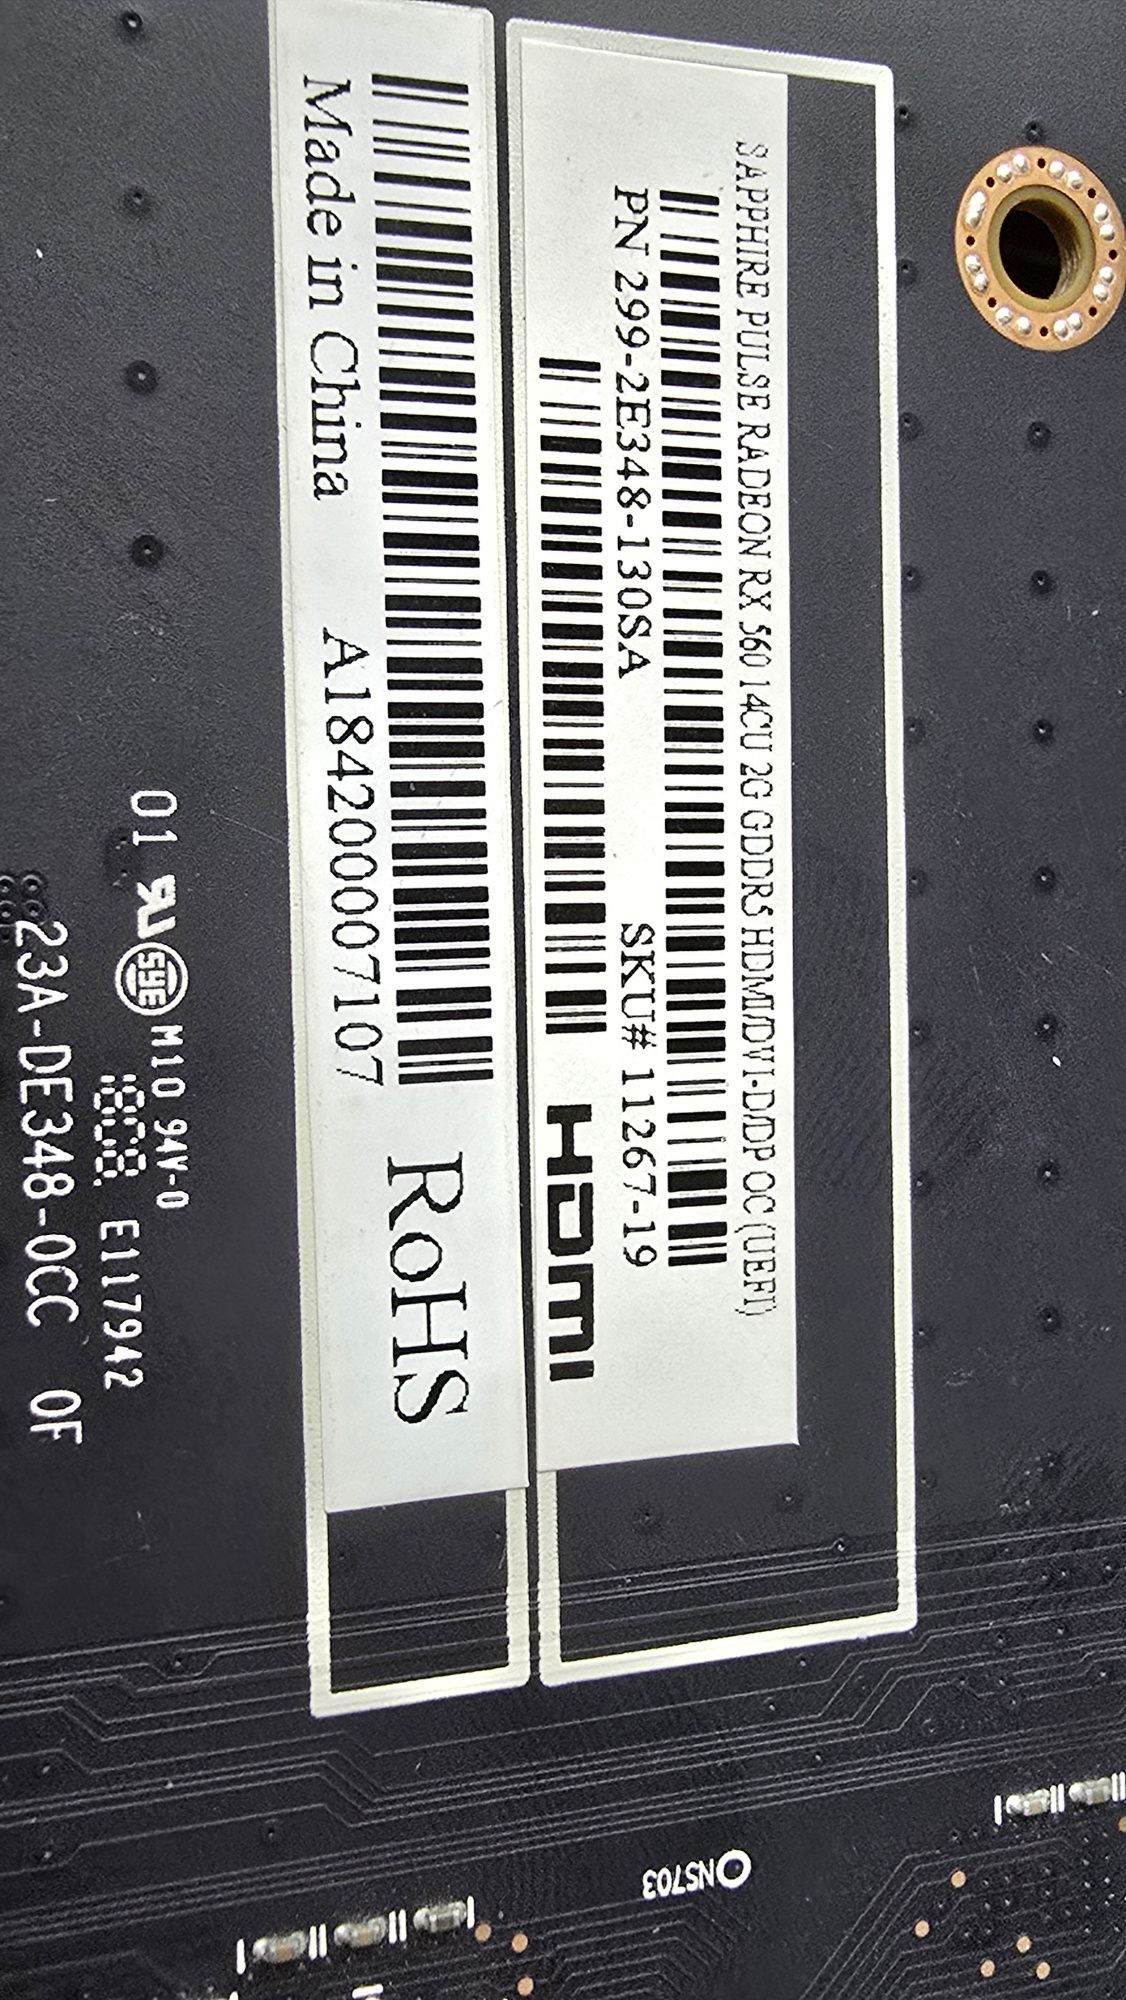 SAPPHIRE PULSE RADEON RX 560 14CU 2G GDDR5 HDMI/DVI-D/DP OC (UEFI)
PN 299-2E348-130SA SKU# 11267-19
HDMI
RoHS
Made in China A184200007107
01 M10 94V-0
E117942
23A-DE348-0CC 0F
NS703